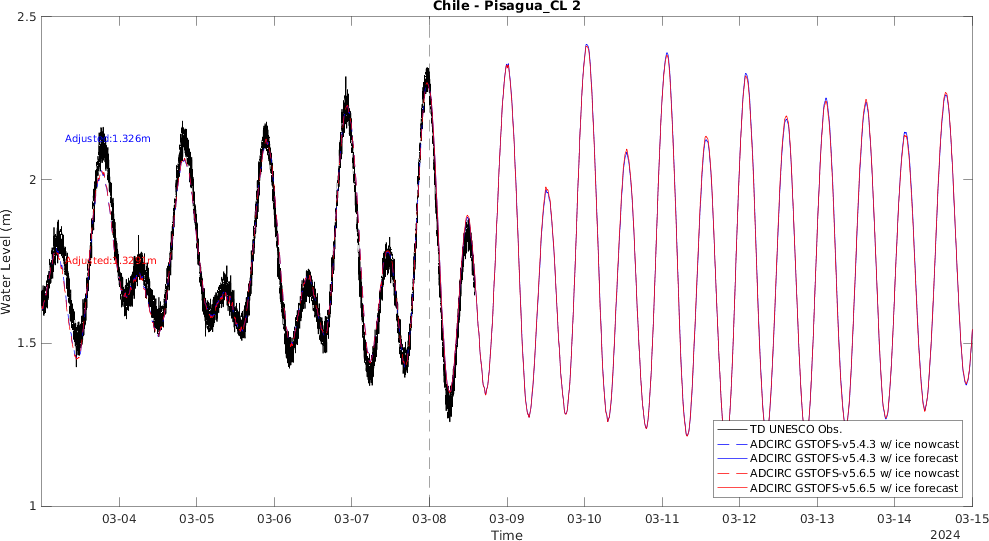 Chile - Pisagua_CL 2
2.5
2
1.5
1
Water Level (m)
Adjusted:1.326m
03-04
03-05
03-06
03-07
03-08
03-09
03-10
03-11
03-12
03-13
03-14
03-15
2024
Time
TD UNESCO Obs.
ADCIRC GSTOFS-v5.4.3 w/ ice nowcast
ADCIRC GSTOFS-v5.4.3 w/ ice forecast
ADCIRC GSTOFS-v5.6.5 w/ ice nowcast
ADCIRC GSTOFS-v5.6.5 w/ ice forecast